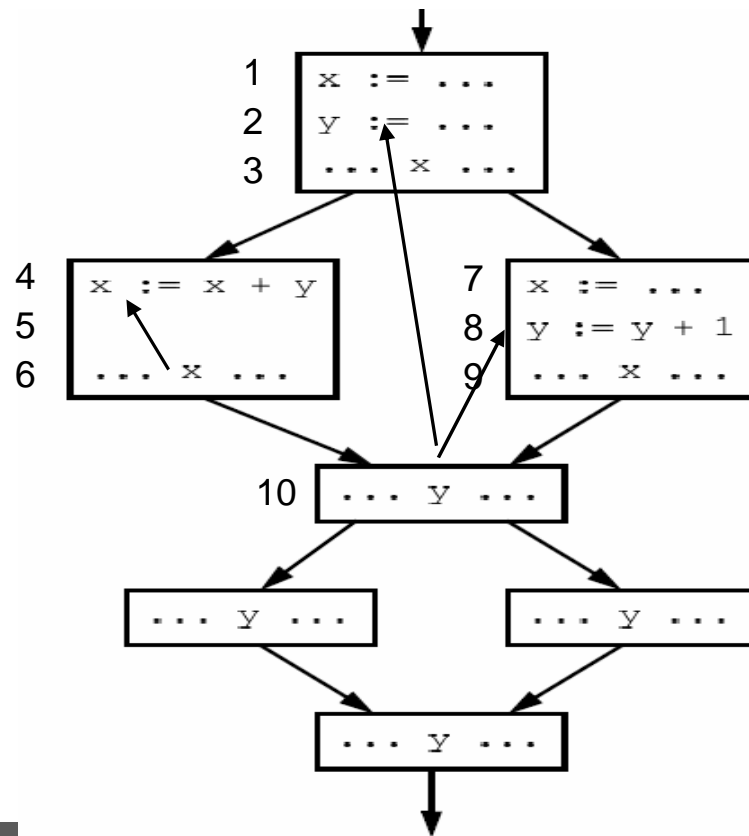 1 x := ...
2 y := ...
3 ... x ...
4 x := x + y
5
6 ... x ...
7 x := ...
8 y := y + 1
9 ... x ...
10 ... y ...
... y ...
... y ...
... y ...